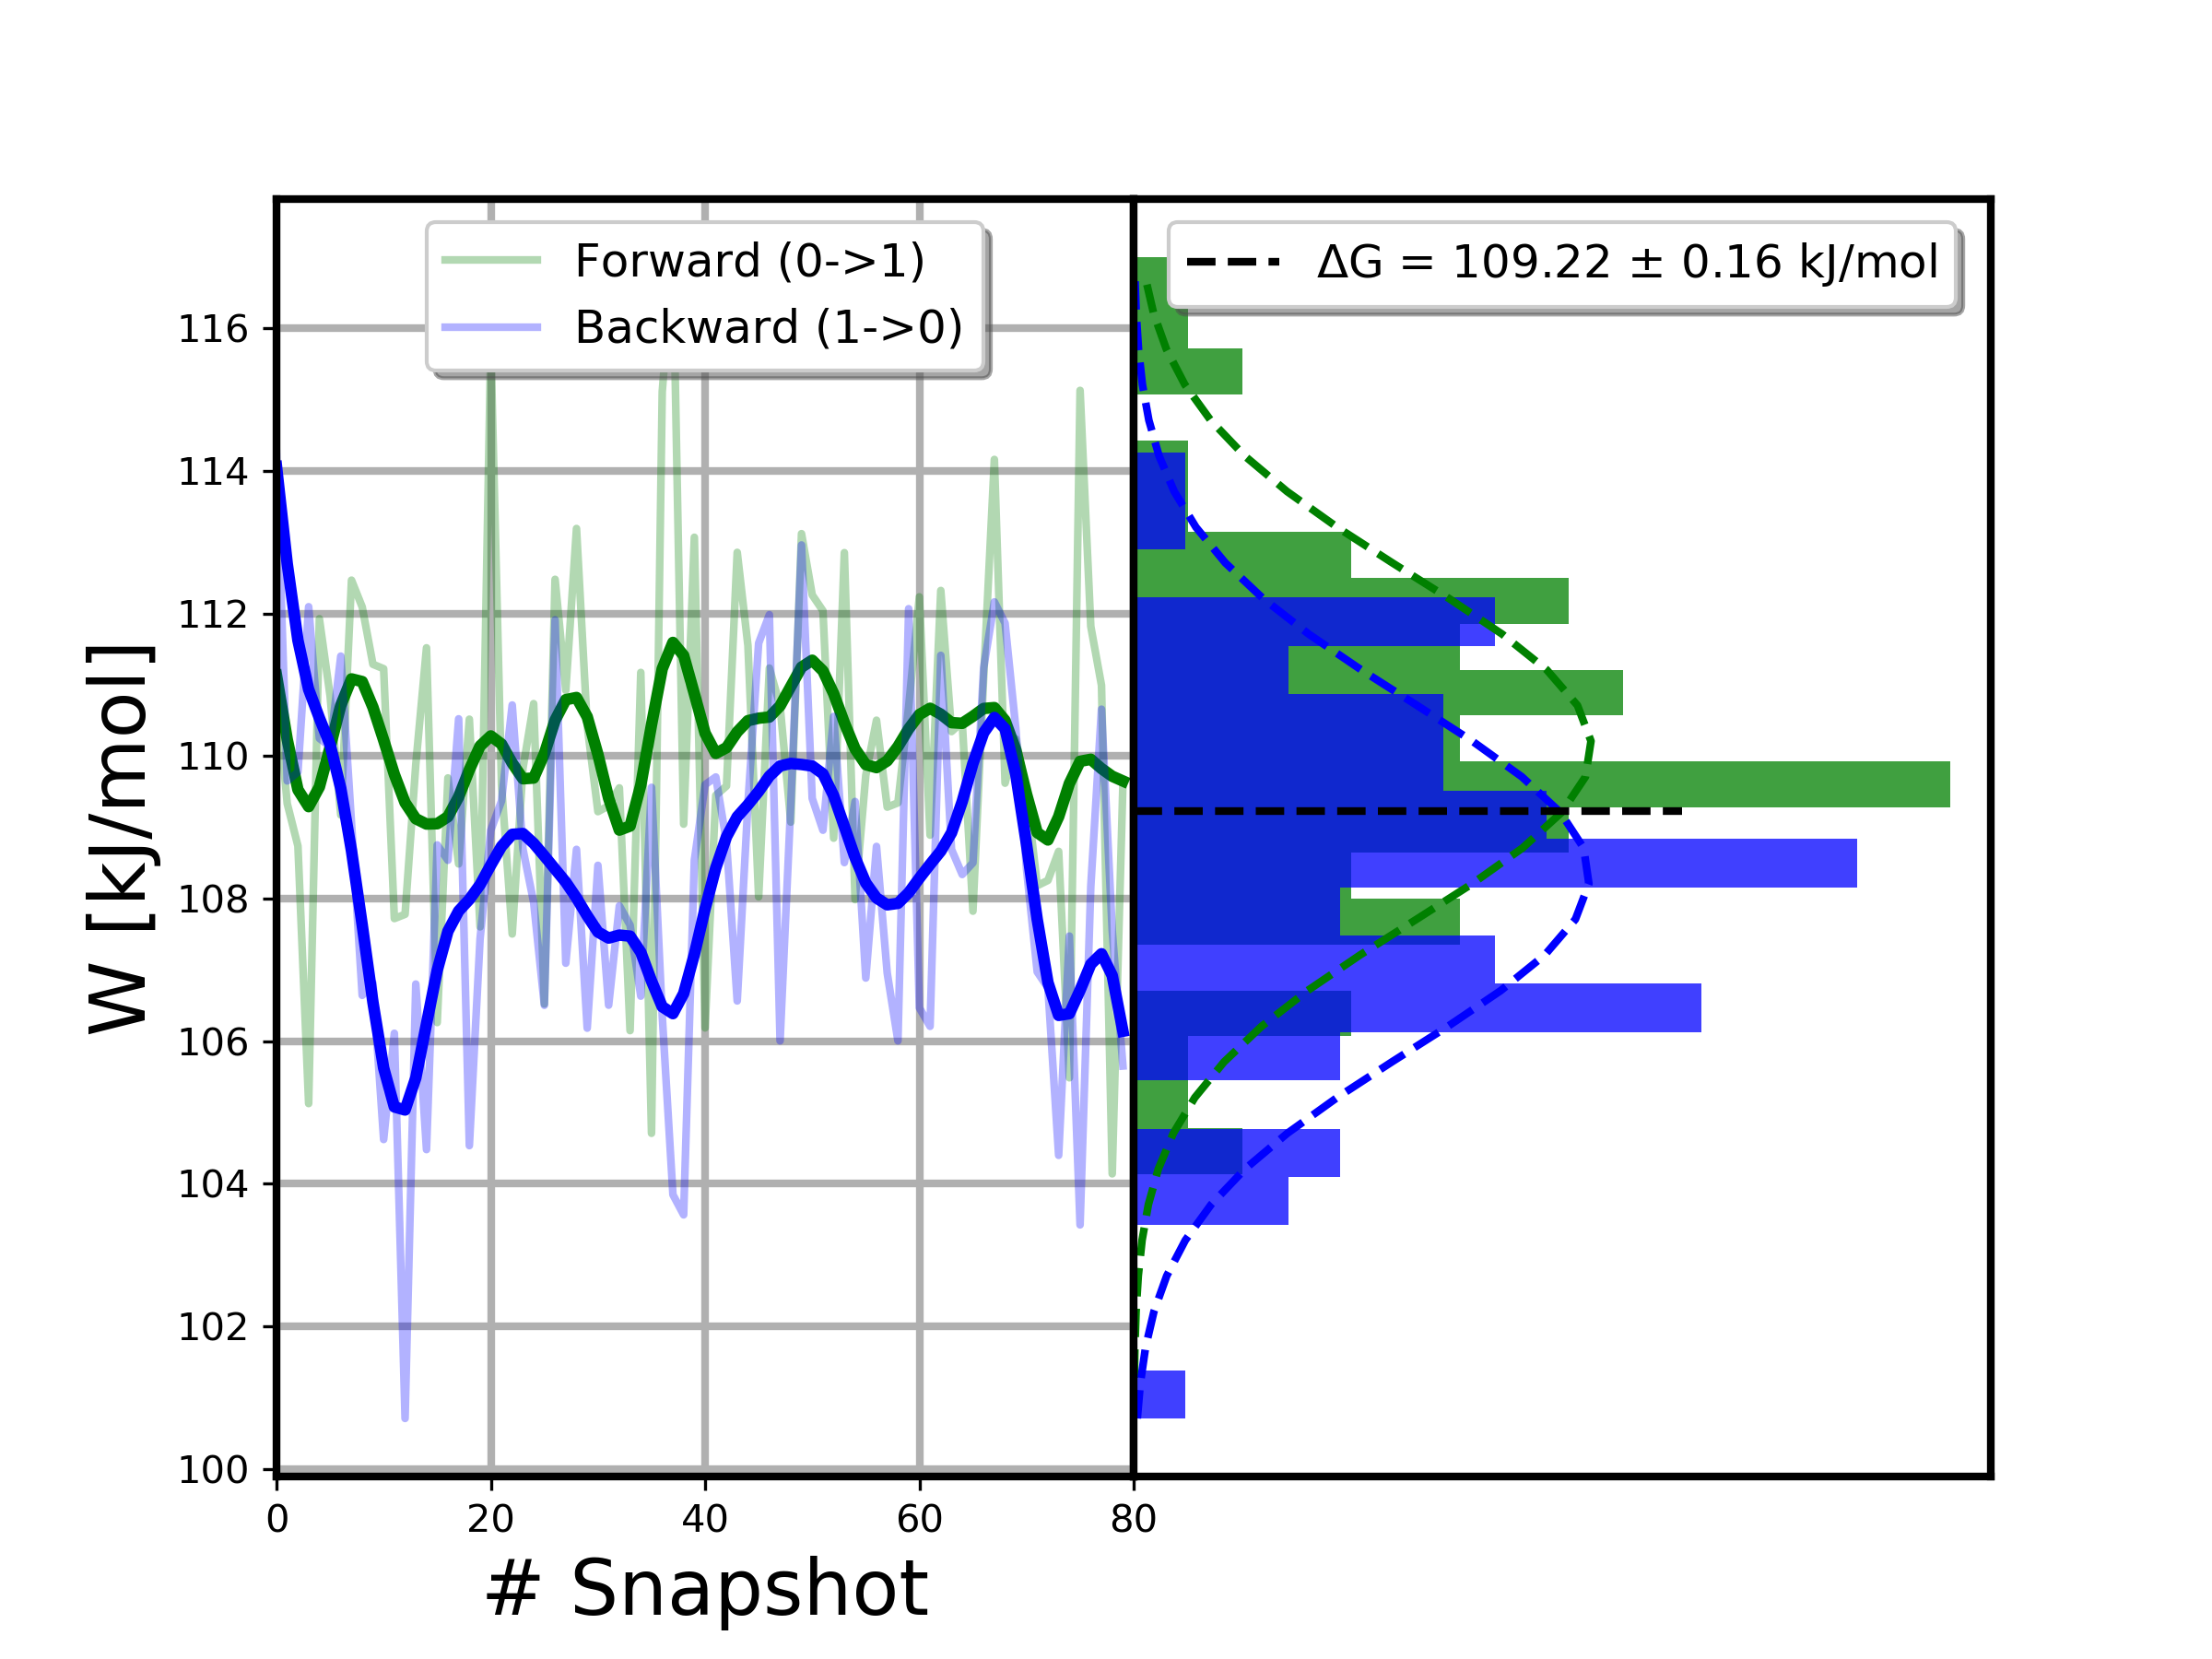 Forward (0->1)
Backward (1->0)
ΔG = 109.22 ± 0.16 kJ/mol
W [kJ/mol]
116
114
112
110
108
106
104
102
100
0 20 40 60 80
# Snapshot